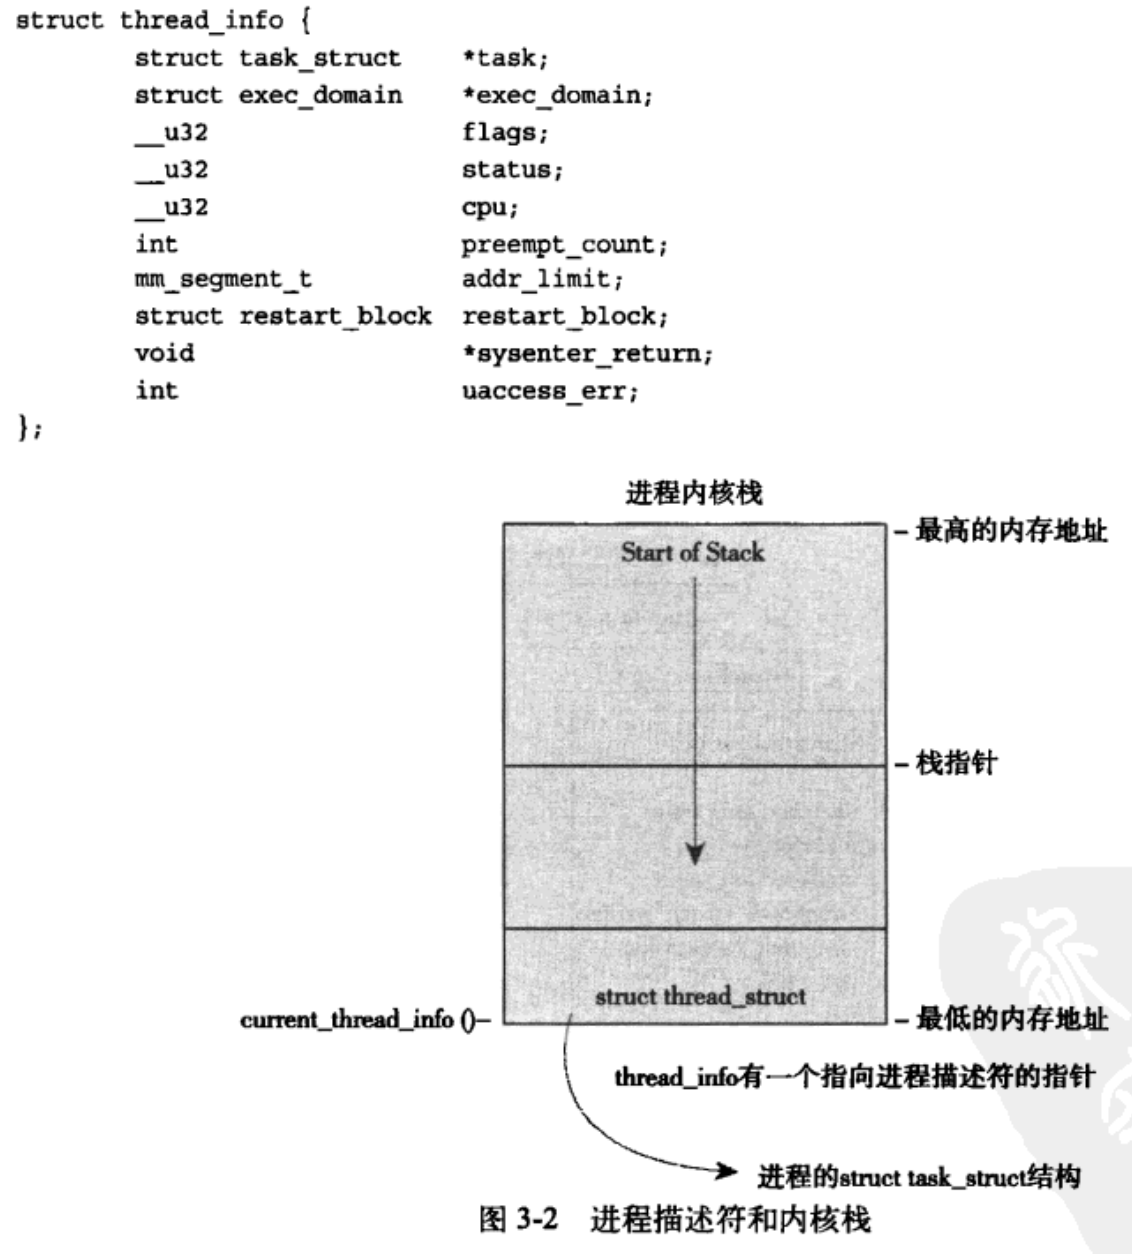 struct thread_info {
struct task_struct *task;
struct exec_domain *exec_domain;
__u32 flags;
__u32 status;
__u32 cpu;
int preempt_count;
mm_segment_t addr_limit;
struct restart_block restart_block;
void *sysenter_return;
int uaccess_err;
};
进程内核栈
最高的内存地址
Start of Stack
栈指针
struct thread_struct
current_thread_info ()
最低的内存地址
thread_info有一个指向进程描述符的指针
进程的struct task_struct结构
图 3-2 进程描述符和内核栈